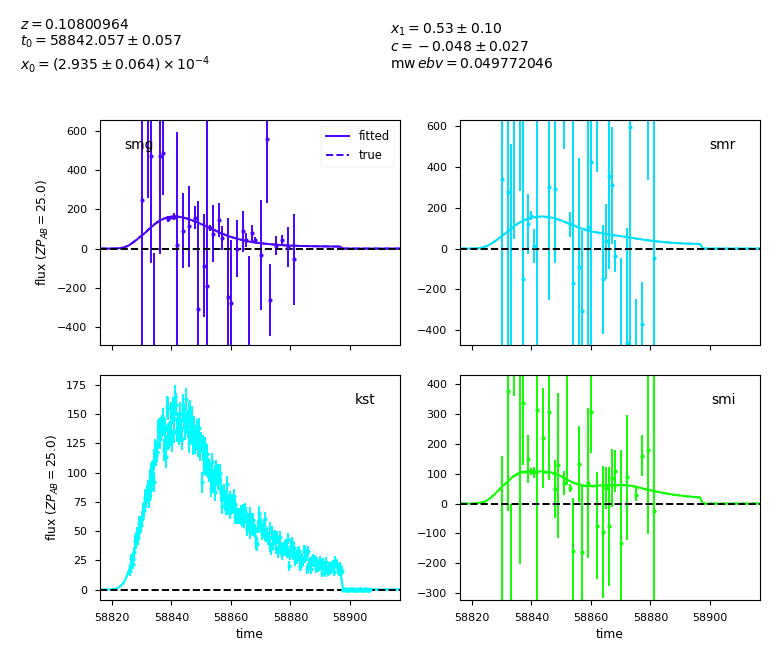 z = 0.10800964
t₀ = 58842.057 ± 0.057
x₀ = (2.935 ± 0.064) × 10⁻⁴
x₁ = 0.53 ± 0.10
c = −0.048 ± 0.027
mw ebv = 0.049772046
smg
fitted
true
600
400
200
0
−200
−400
flux (ZP_AB = 25.0)
smr
600
400
200
0
−200
−400
kst
175
150
125
100
75
50
25
0
flux (ZP_AB = 25.0)
58820 58840 58860 58880 58900
time
smi
400
300
200
100
0
−100
−200
−300
58820 58840 58860 58880 58900
time